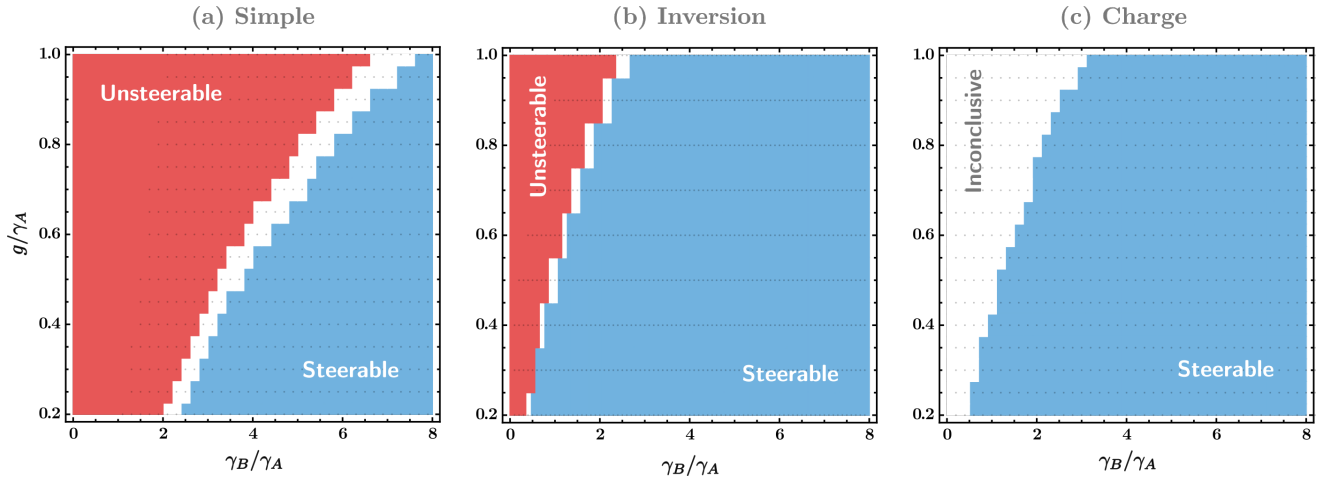 (a) Simple
(b) Inversion
(c) Charge
g/γA
1.0
0.8
0.6
0.4
0.2
Unsteerable
Steerable
0 2 4 6 8
γB/γA
1.0
0.8
0.6
0.4
0.2
Unsteerable
Steerable
0 2 4 6 8
γB/γA
1.0
0.8
0.6
0.4
0.2
Inconclusive
Steerable
0 2 4 6 8
γB/γA